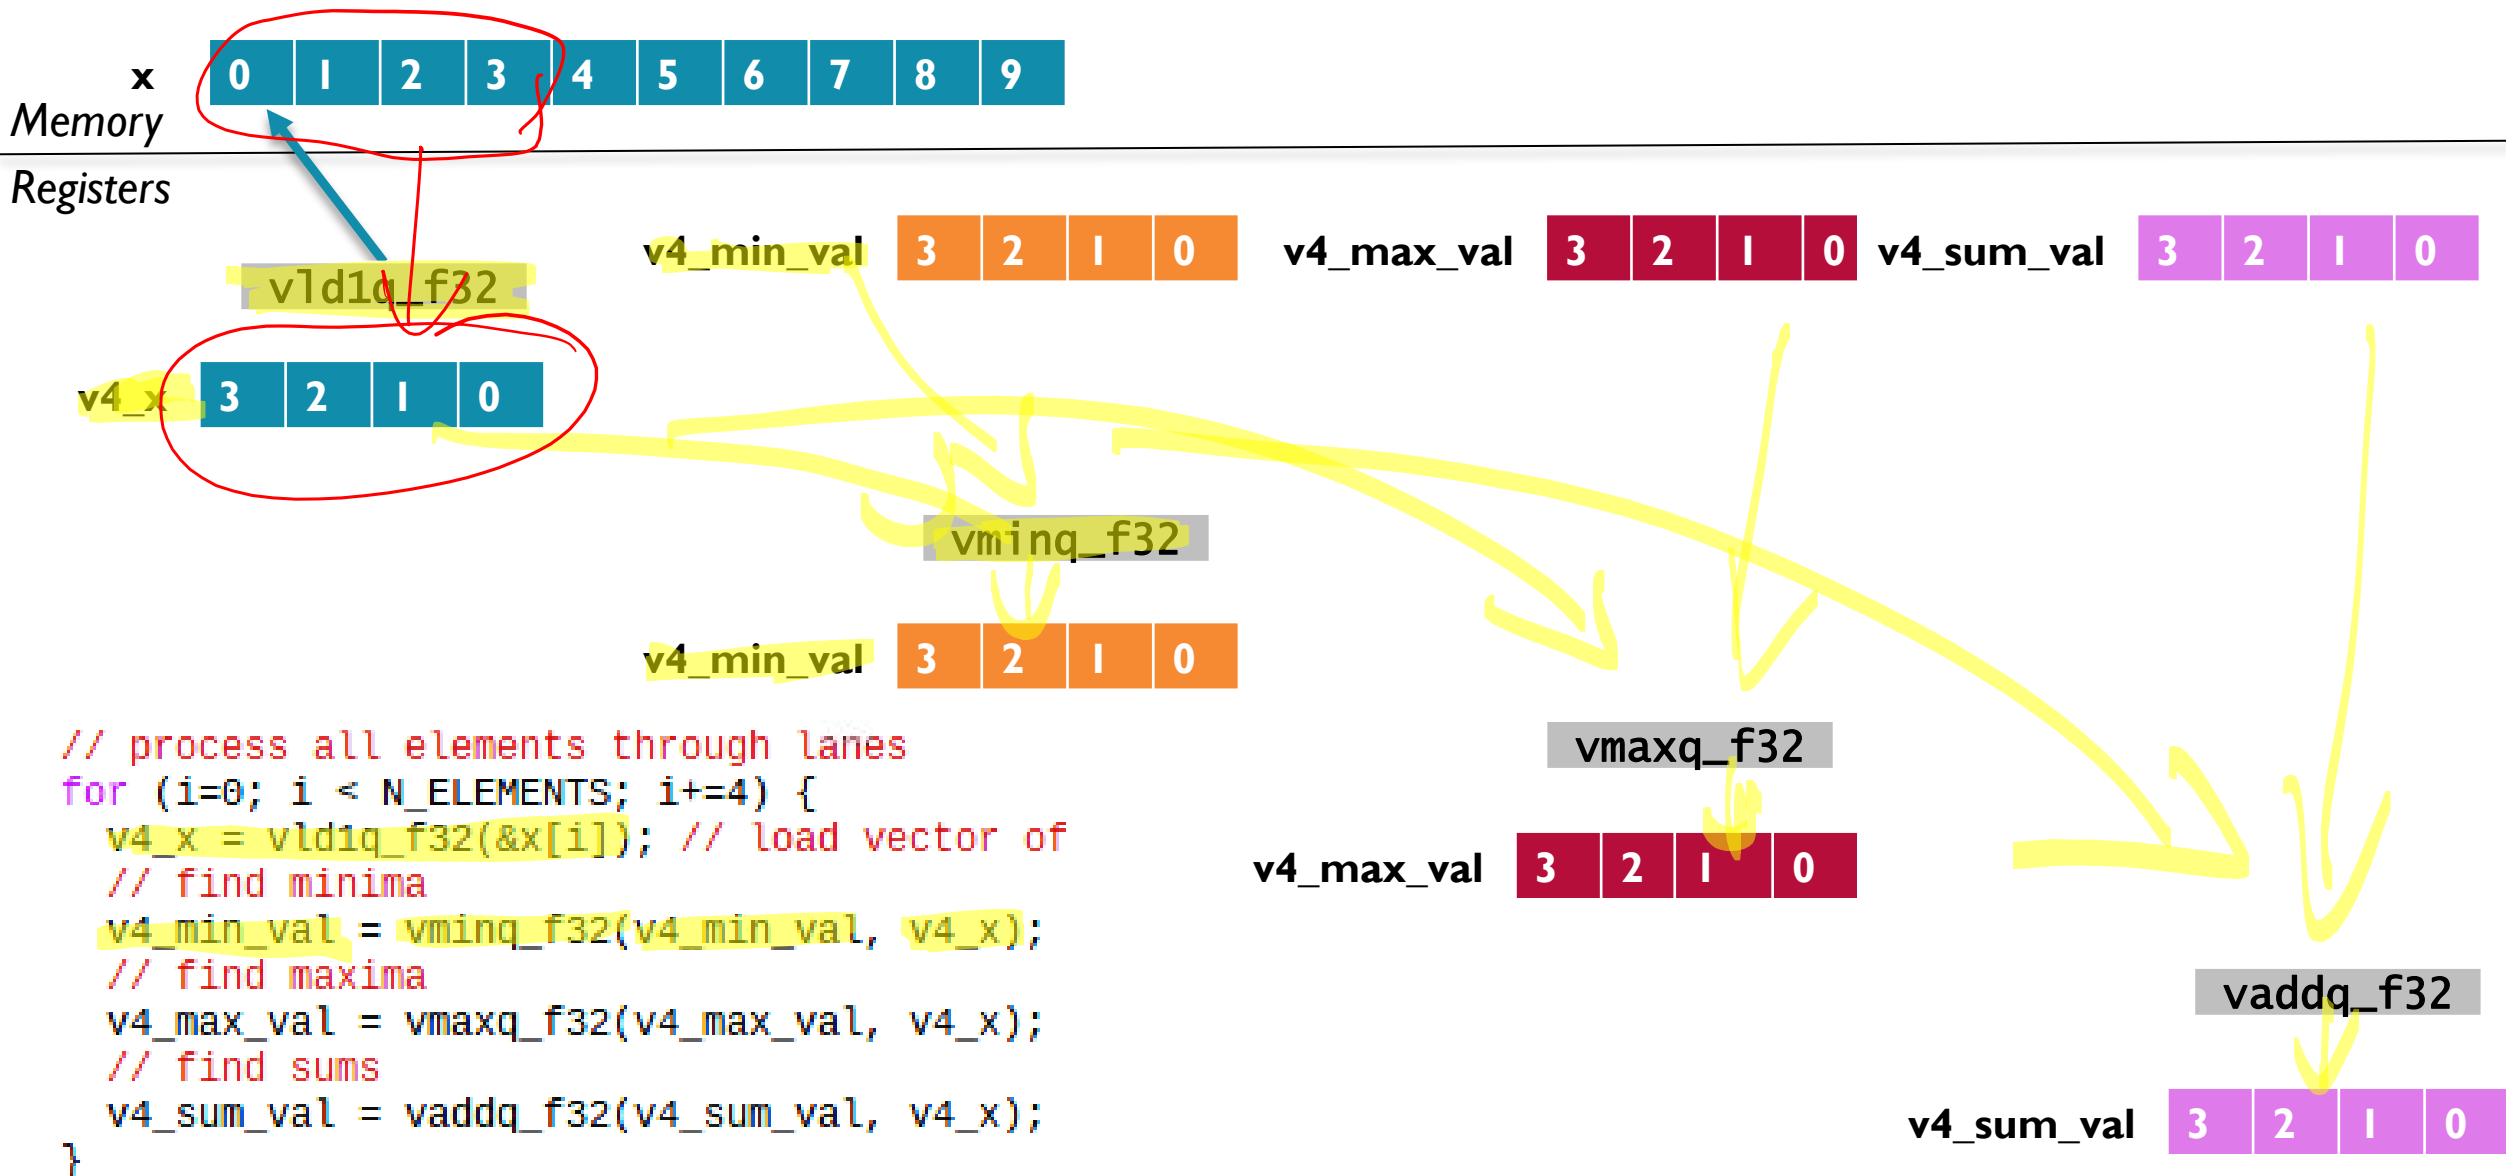 x 0 1 2 3 4 5 6 7 8 9
Memory
Registers
v4_min_val 3 2 1 0 v4_max_val 3 2 1 0 v4_sum_val 3 2 1 0
vld1q_f32
v4_x 3 2 1 0
vminq_f32
v4_min_val 3 2 1 0
vmaxq_f32
v4_max_val 3 2 1 0
vaddq_f32
v4_sum_val 3 2 1 0
// process all elements through lanes
for (i=0; i < N_ELEMENTS; i+=4) {
v4_x = vld1q_f32(&x[i]); // load vector of
// find minima
v4_min_val = vminq_f32(v4_min_val, v4_x);
// find maxima
v4_max_val = vmaxq_f32(v4_max_val, v4_x);
// find sums
v4_sum_val = vaddq_f32(v4_sum_val, v4_x);
}